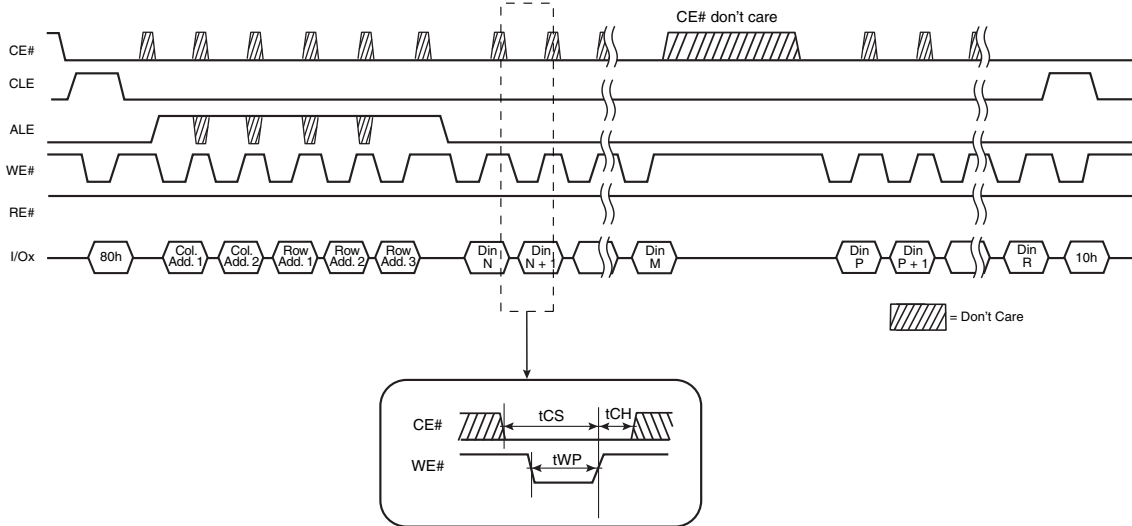 CE# don't care
CE#
CLE
ALE
WE#
RE#
I/Ox
80h
Col.
Add. 1
Col.
Add. 2
Row
Add. 1
Row
Add. 2
Row
Add. 3
Din
N
Din
N + 1
Din
M
Din
P
Din
P + 1
Din
R
10h
= Don't Care
CE#
tCS
tCH
WE#
tWP